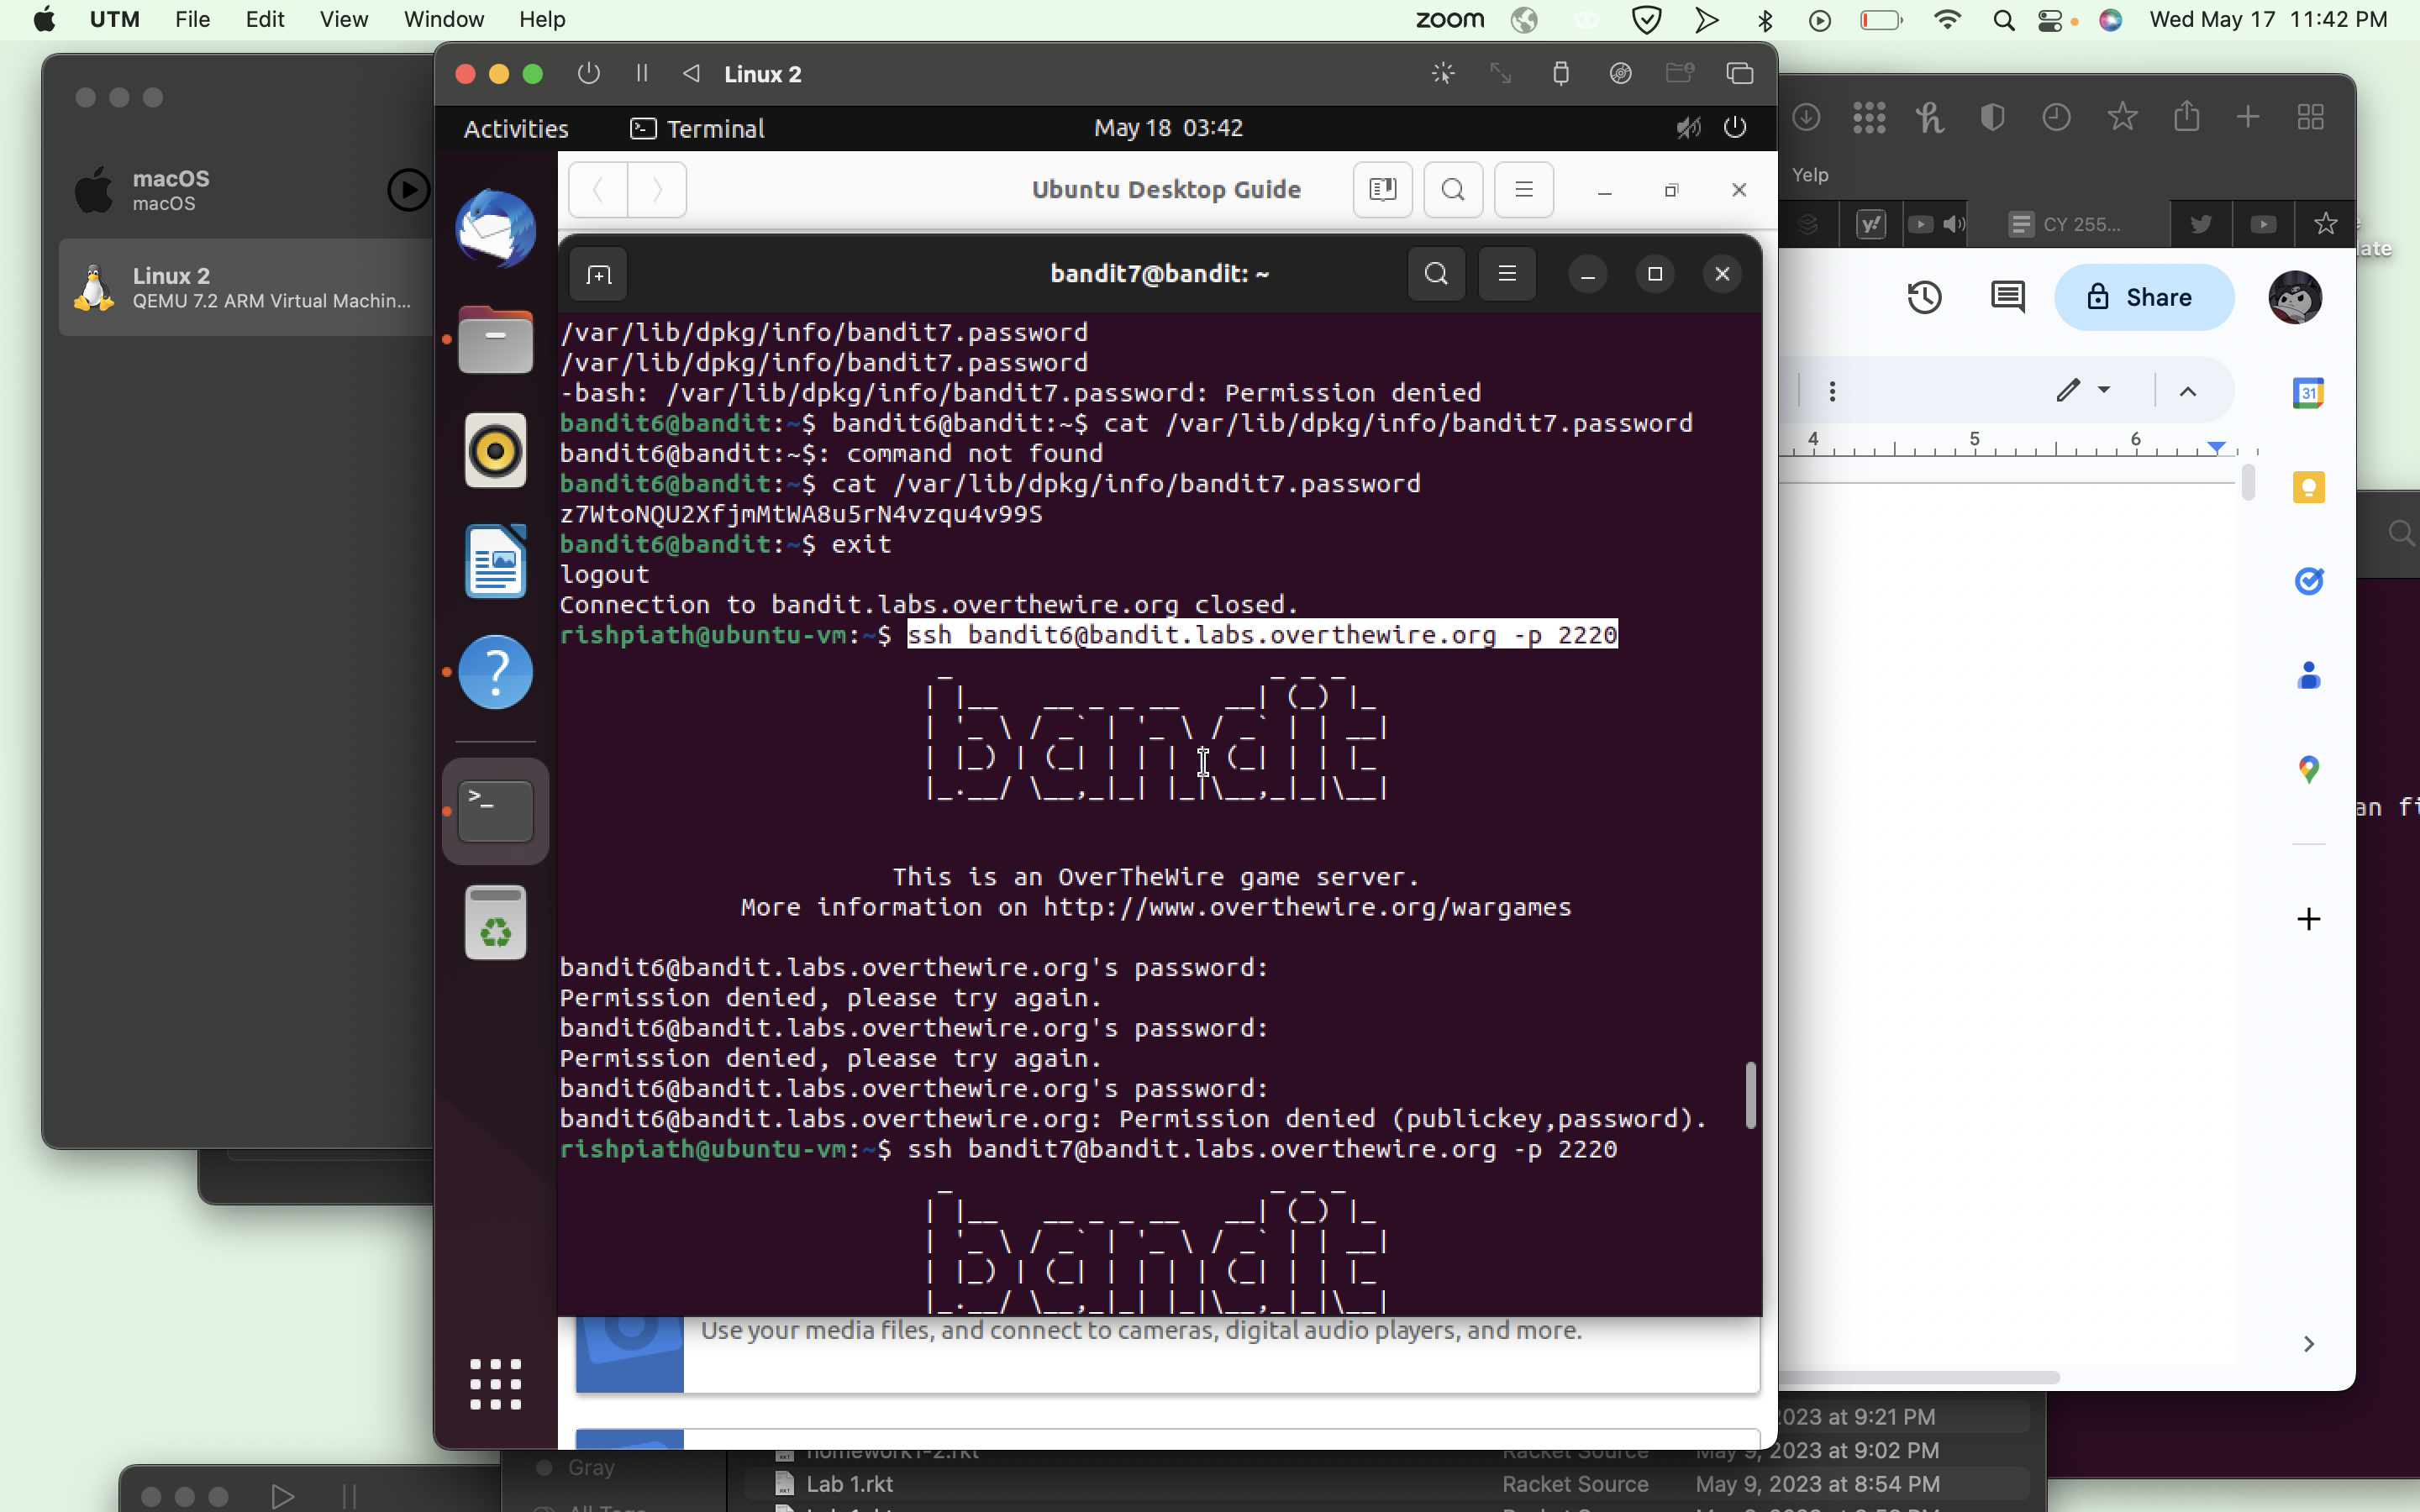 UTM File Edit View Window Help
zoom
Wed May 17 11:42 PM
Linux 2
macOS
macOS
Linux 2
QEMU 7.2 ARM Virtual Machin...
Activities
Terminal
May 18 03:42
Ubuntu Desktop Guide
bandit7@bandit: ~
/var/lib/dpkg/info/bandit7.password
/var/lib/dpkg/info/bandit7.password
-bash: /var/lib/dpkg/info/bandit7.password: Permission denied
bandit6@bandit:~$ bandit6@bandit:~$ cat /var/lib/dpkg/info/bandit7.password
bandit6@bandit:~$: command not found
bandit6@bandit:~$ cat /var/lib/dpkg/info/bandit7.password
z7WtoNQU2XfjmMtWA8u5rN4vzqu4v99S
bandit6@bandit:~$ exit
logout
Connection to bandit.labs.overthewire.org closed.
rishpiath@ubuntu-vm:~$ ssh bandit6@bandit.labs.overthewire.org -p 2220
bandit
This is an OverTheWire game server.
More information on http://www.overthewire.org/wargames
bandit6@bandit.labs.overthewire.org's password:
Permission denied, please try again.
bandit6@bandit.labs.overthewire.org's password:
Permission denied, please try again.
bandit6@bandit.labs.overthewire.org's password:
bandit6@bandit.labs.overthewire.org: Permission denied (publickey,password).
rishpiath@ubuntu-vm:~$ ssh bandit7@bandit.labs.overthewire.org -p 2220
bandit
Use your media files, and connect to cameras, digital audio players, and more.
Yelp
y!
CY 255...
ate
Share
31
4 5 6
an fi
2023 at 9:21 PM
homework1-2.rkt Racket Source May 9, 2023 at 9:02 PM
Gray
Lab 1.rkt Racket Source May 9, 2023 at 8:54 PM
All Tags